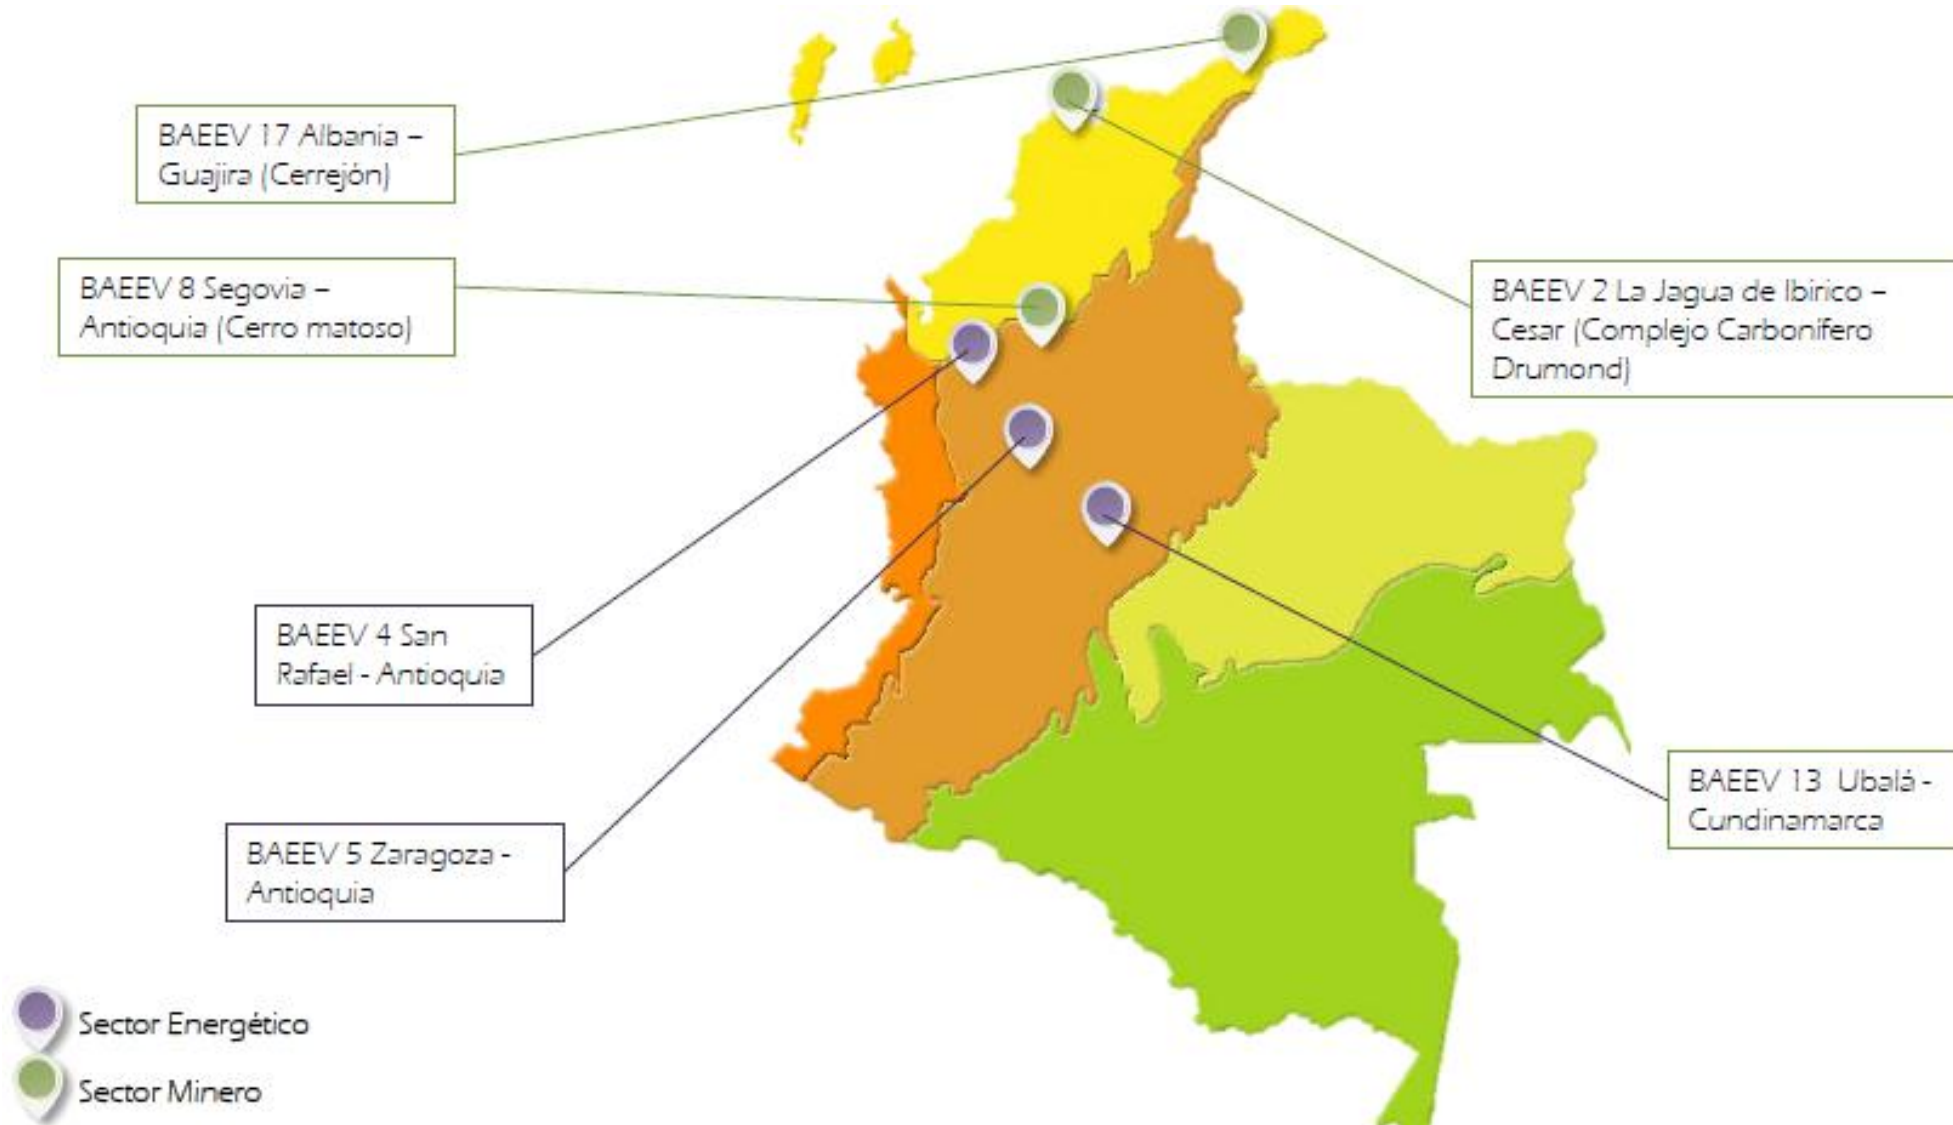 BAEEV 17 Albania –
Guajira (Cerrejón)
BAEEV 8 Segovia –
Antioquia (Cerro matoso)
BAEEV 2 La Jagua de Ibirico –
Cesar (Complejo Carbonífero
Drumond)
BAEEV 4 San
Rafael - Antioquia
BAEEV 13 Ubalá -
Cundinamarca
BAEEV 5 Zaragoza -
Antioquia
Sector Energético
Sector Minero